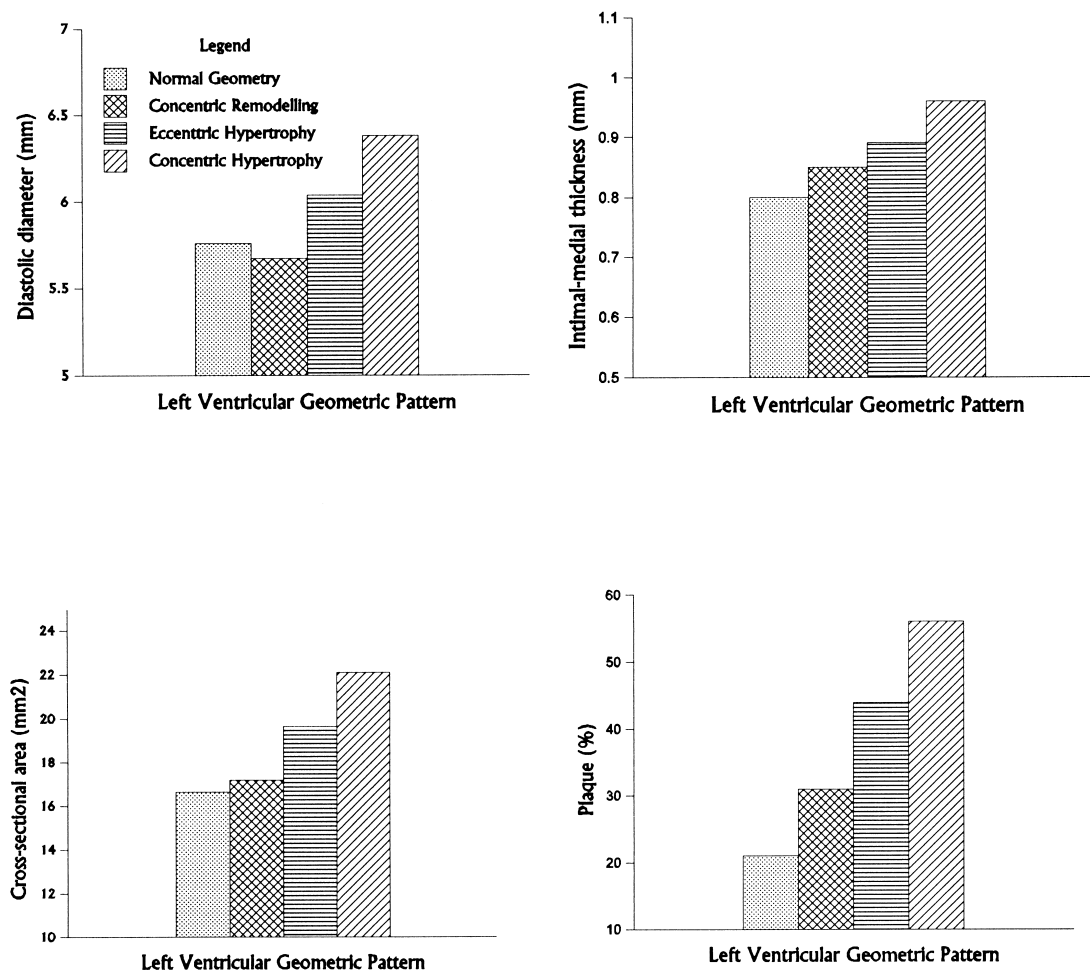 7
6.5
6
5.5
5
Diastolic diameter (mm)
Legend
Normal Geometry
Concentric Remodelling
Eccenttric Hypertrophy
Concentric Hypertrophy
Left Ventricular Geometric Pattern
1.1
1
0.9
0.8
0.7
0.6
0.5
Intimal-medial thickness (mm)
Left Ventricular Geometric Pattern
24
22
20
18
16
14
12
10
Cross-sectional area (mm2)
Left Ventricular Geometric Pattern
60
50
40
30
20
10
Plaque (%)
Left Ventricular Geometric Pattern